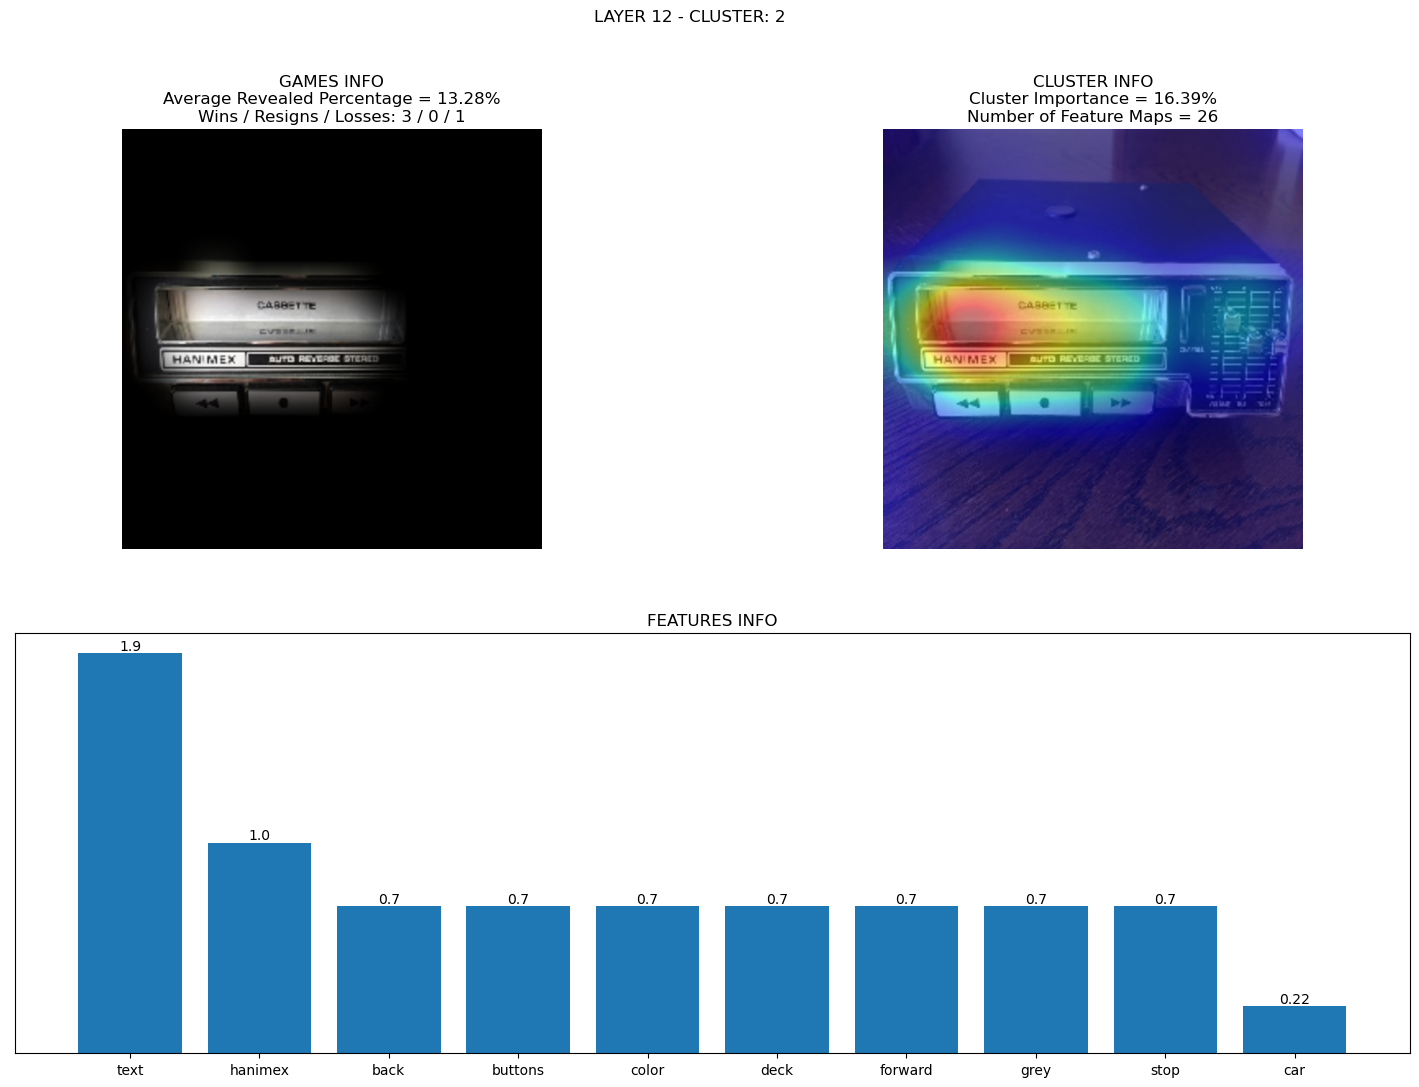 LAYER 12 - CLUSTER: 2
GAMES INFO
Average Revealed Percentage = 13.28%
Wins / Resigns / Losses: 3 / 0 / 1
CASSETTE
HANIMEX AUTO REVERSE STEREO
CLUSTER INFO
Cluster Importance = 16.39%
Number of Feature Maps = 26
CASSETTE
HANIMEX AUTO REVERSE STEREO
FEATURES INFO
1.9
1.0
0.7 0.7 0.7 0.7 0.7 0.7 0.7
0.22
text hanimex back buttons color deck forward grey stop car